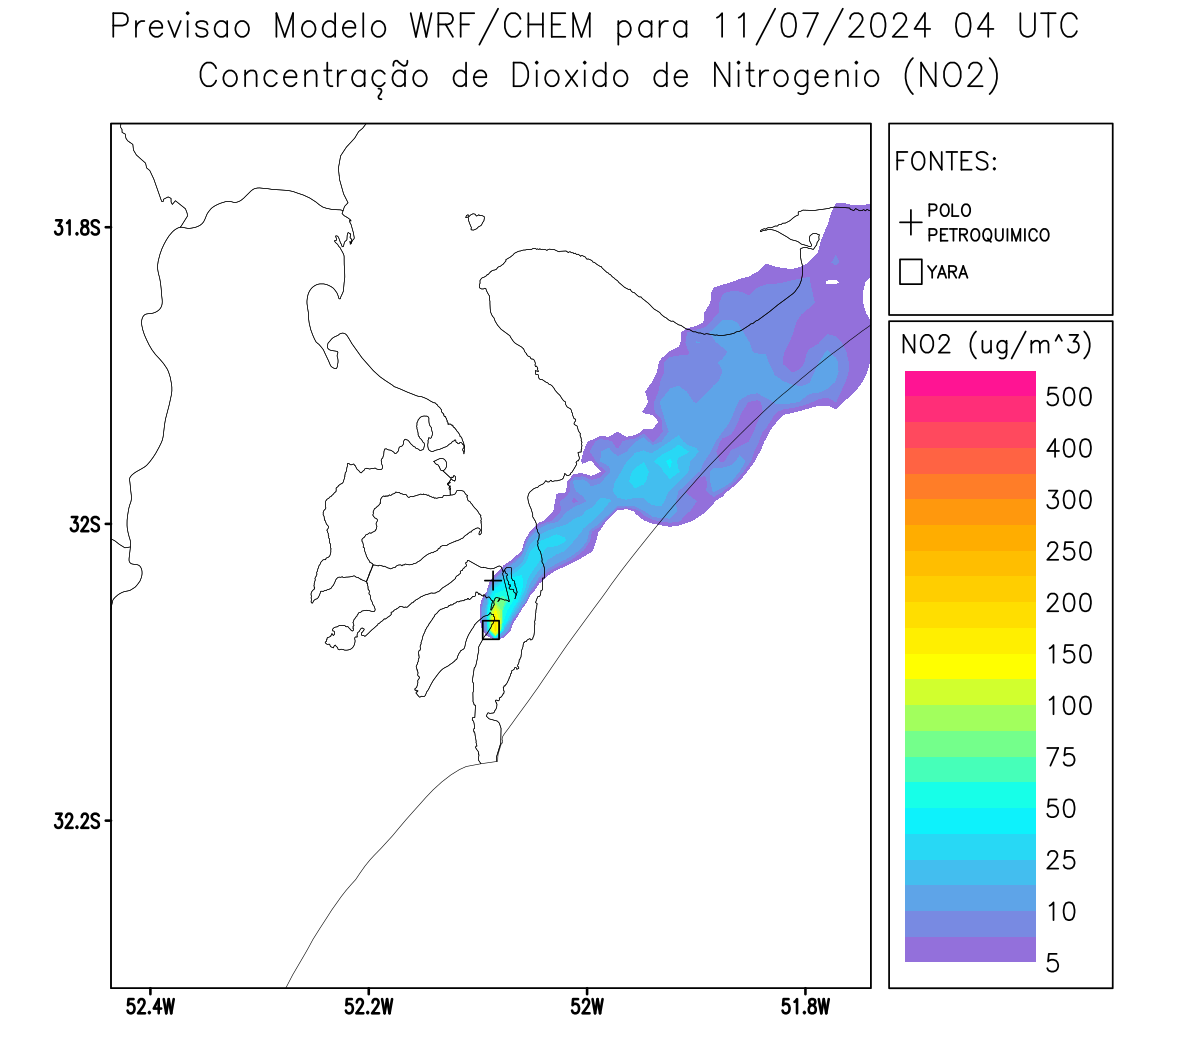 Previsao Modelo WRF/CHEM para 11/07/2024 04 UTC
Concentração de Dioxido de Nitrogenio (NO2)
FONTES:
POLO
PETROQUIMICO
YARA
NO2 (ug/m^3)
500
400
300
250
200
150
100
75
50
25
10
5
31.8S
32S
32.2S
52.4W
52.2W
52W
51.8W